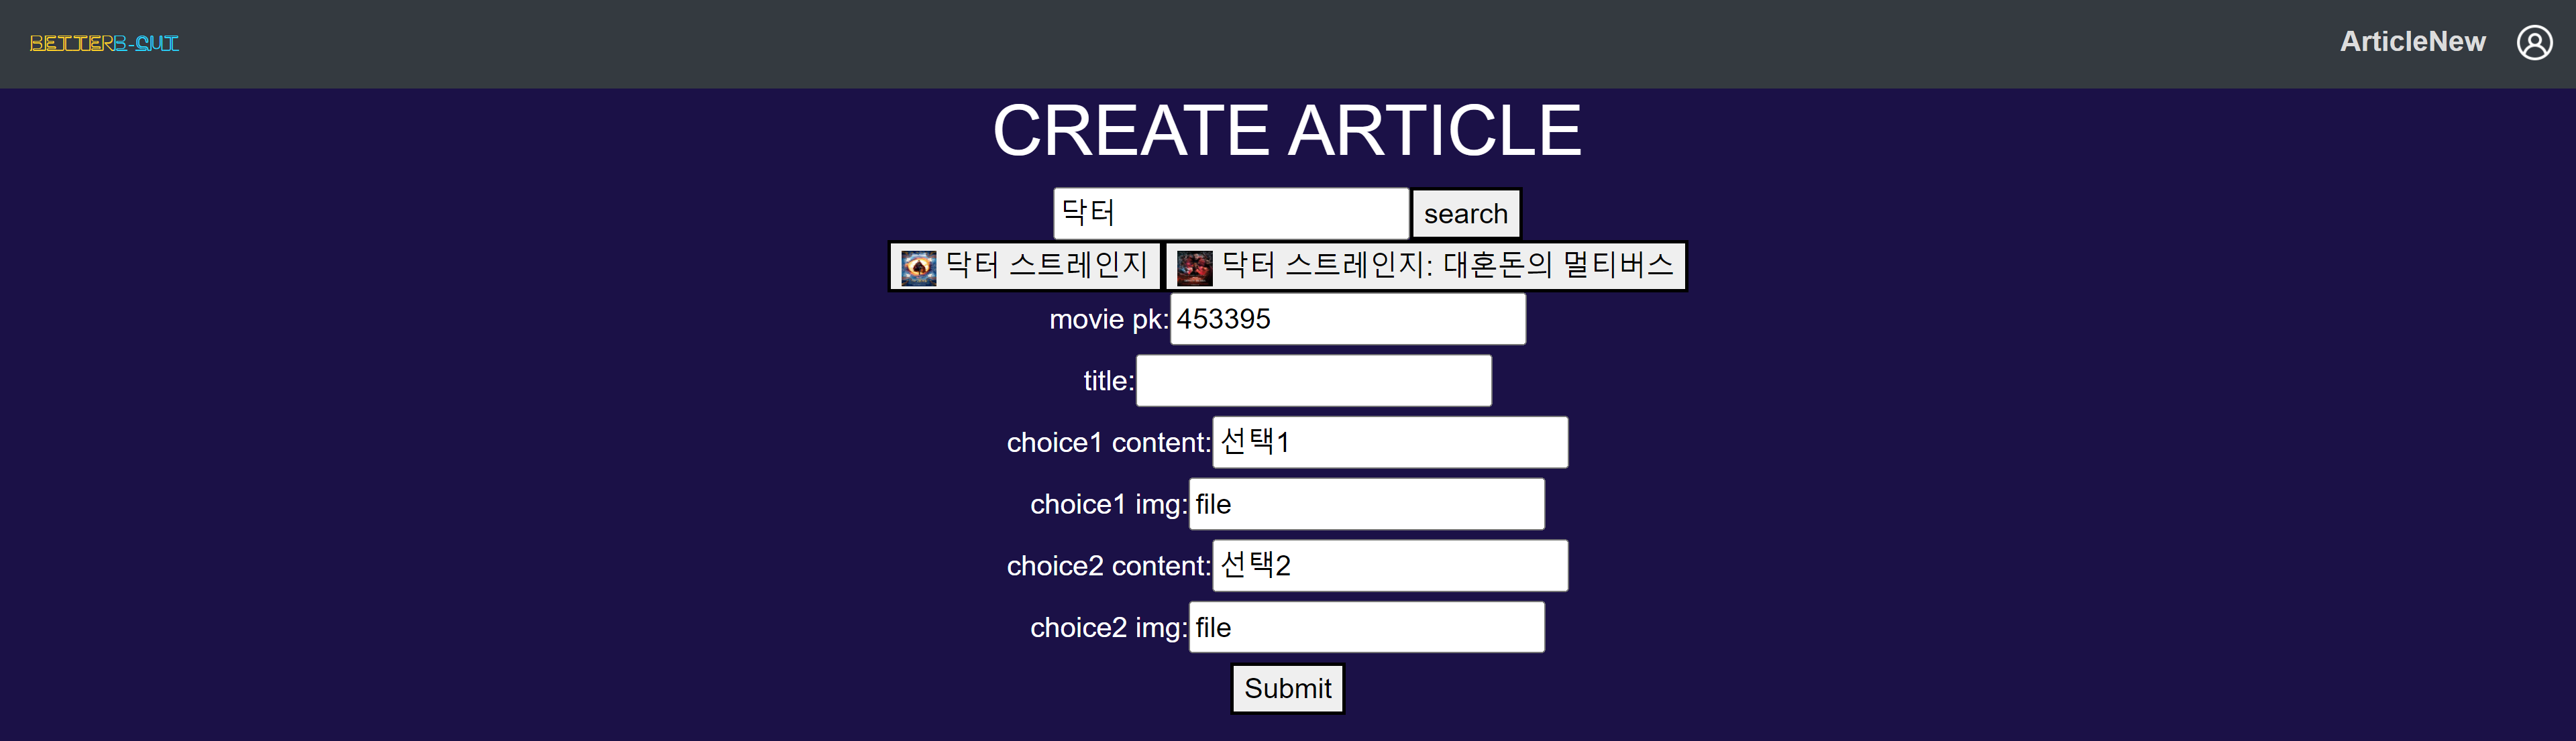 BETTERB-CUT
ArticleNew
CREATE ARTICLE
닥터 search
닥터 스트레인지 닥터 스트레인지: 대혼돈의 멀티버스
movie pk: 453395
title:
choice1 content: 선택1
choice1 img: file
choice2 content: 선택2
choice2 img: file
Submit